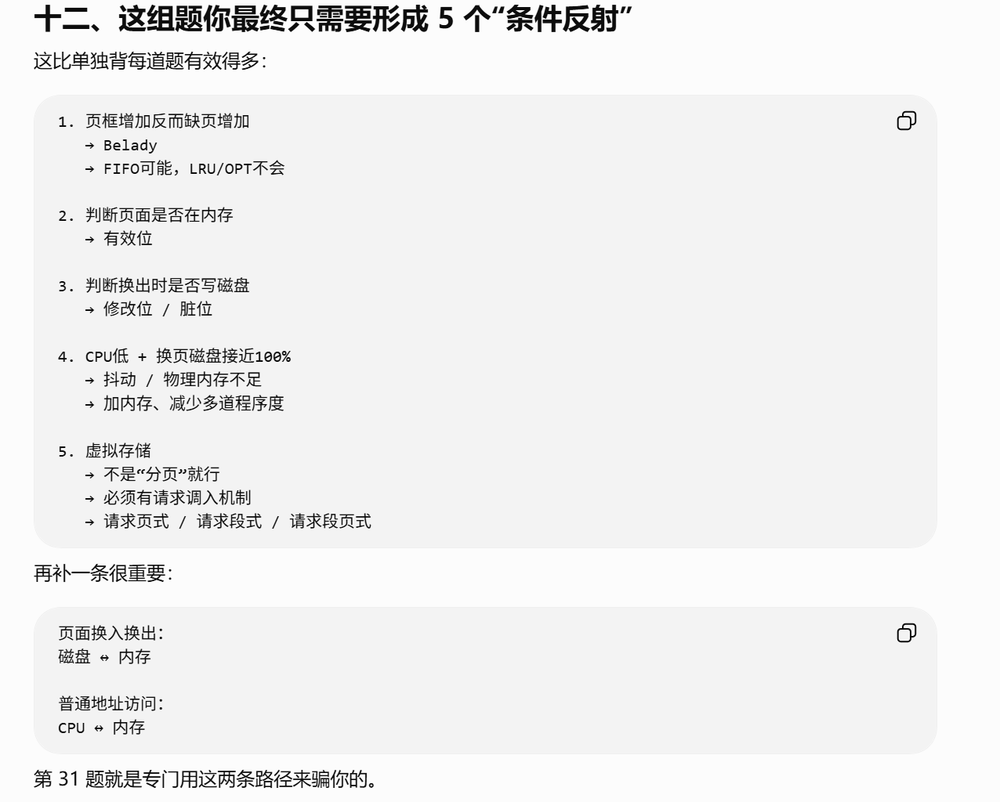 十二、这组题你最终只需要形成 5 个“条件反射”
这比单独背每道题有效得多：
1. 页框增加反而缺页增加
→ Belady
→ FIFO可能，LRU/OPT不会
2. 判断页面是否在内存
→ 有效位
3. 判断换出时是否写磁盘
→ 修改位 / 脏位
4. CPU低 + 换页磁盘接近100%
→ 抖动 / 物理内存不足
→ 加内存、减少多道程序度
5. 虚拟存储
→ 不是“分页”就行
→ 必须有请求调入机制
→ 请求页式 / 请求段式 / 请求段页式
再补一条很重要：
页面换入换出：
磁盘 ↔ 内存
普通地址访问：
CPU ↔ 内存
第 31 题就是专门用这两条路径来骗你的。